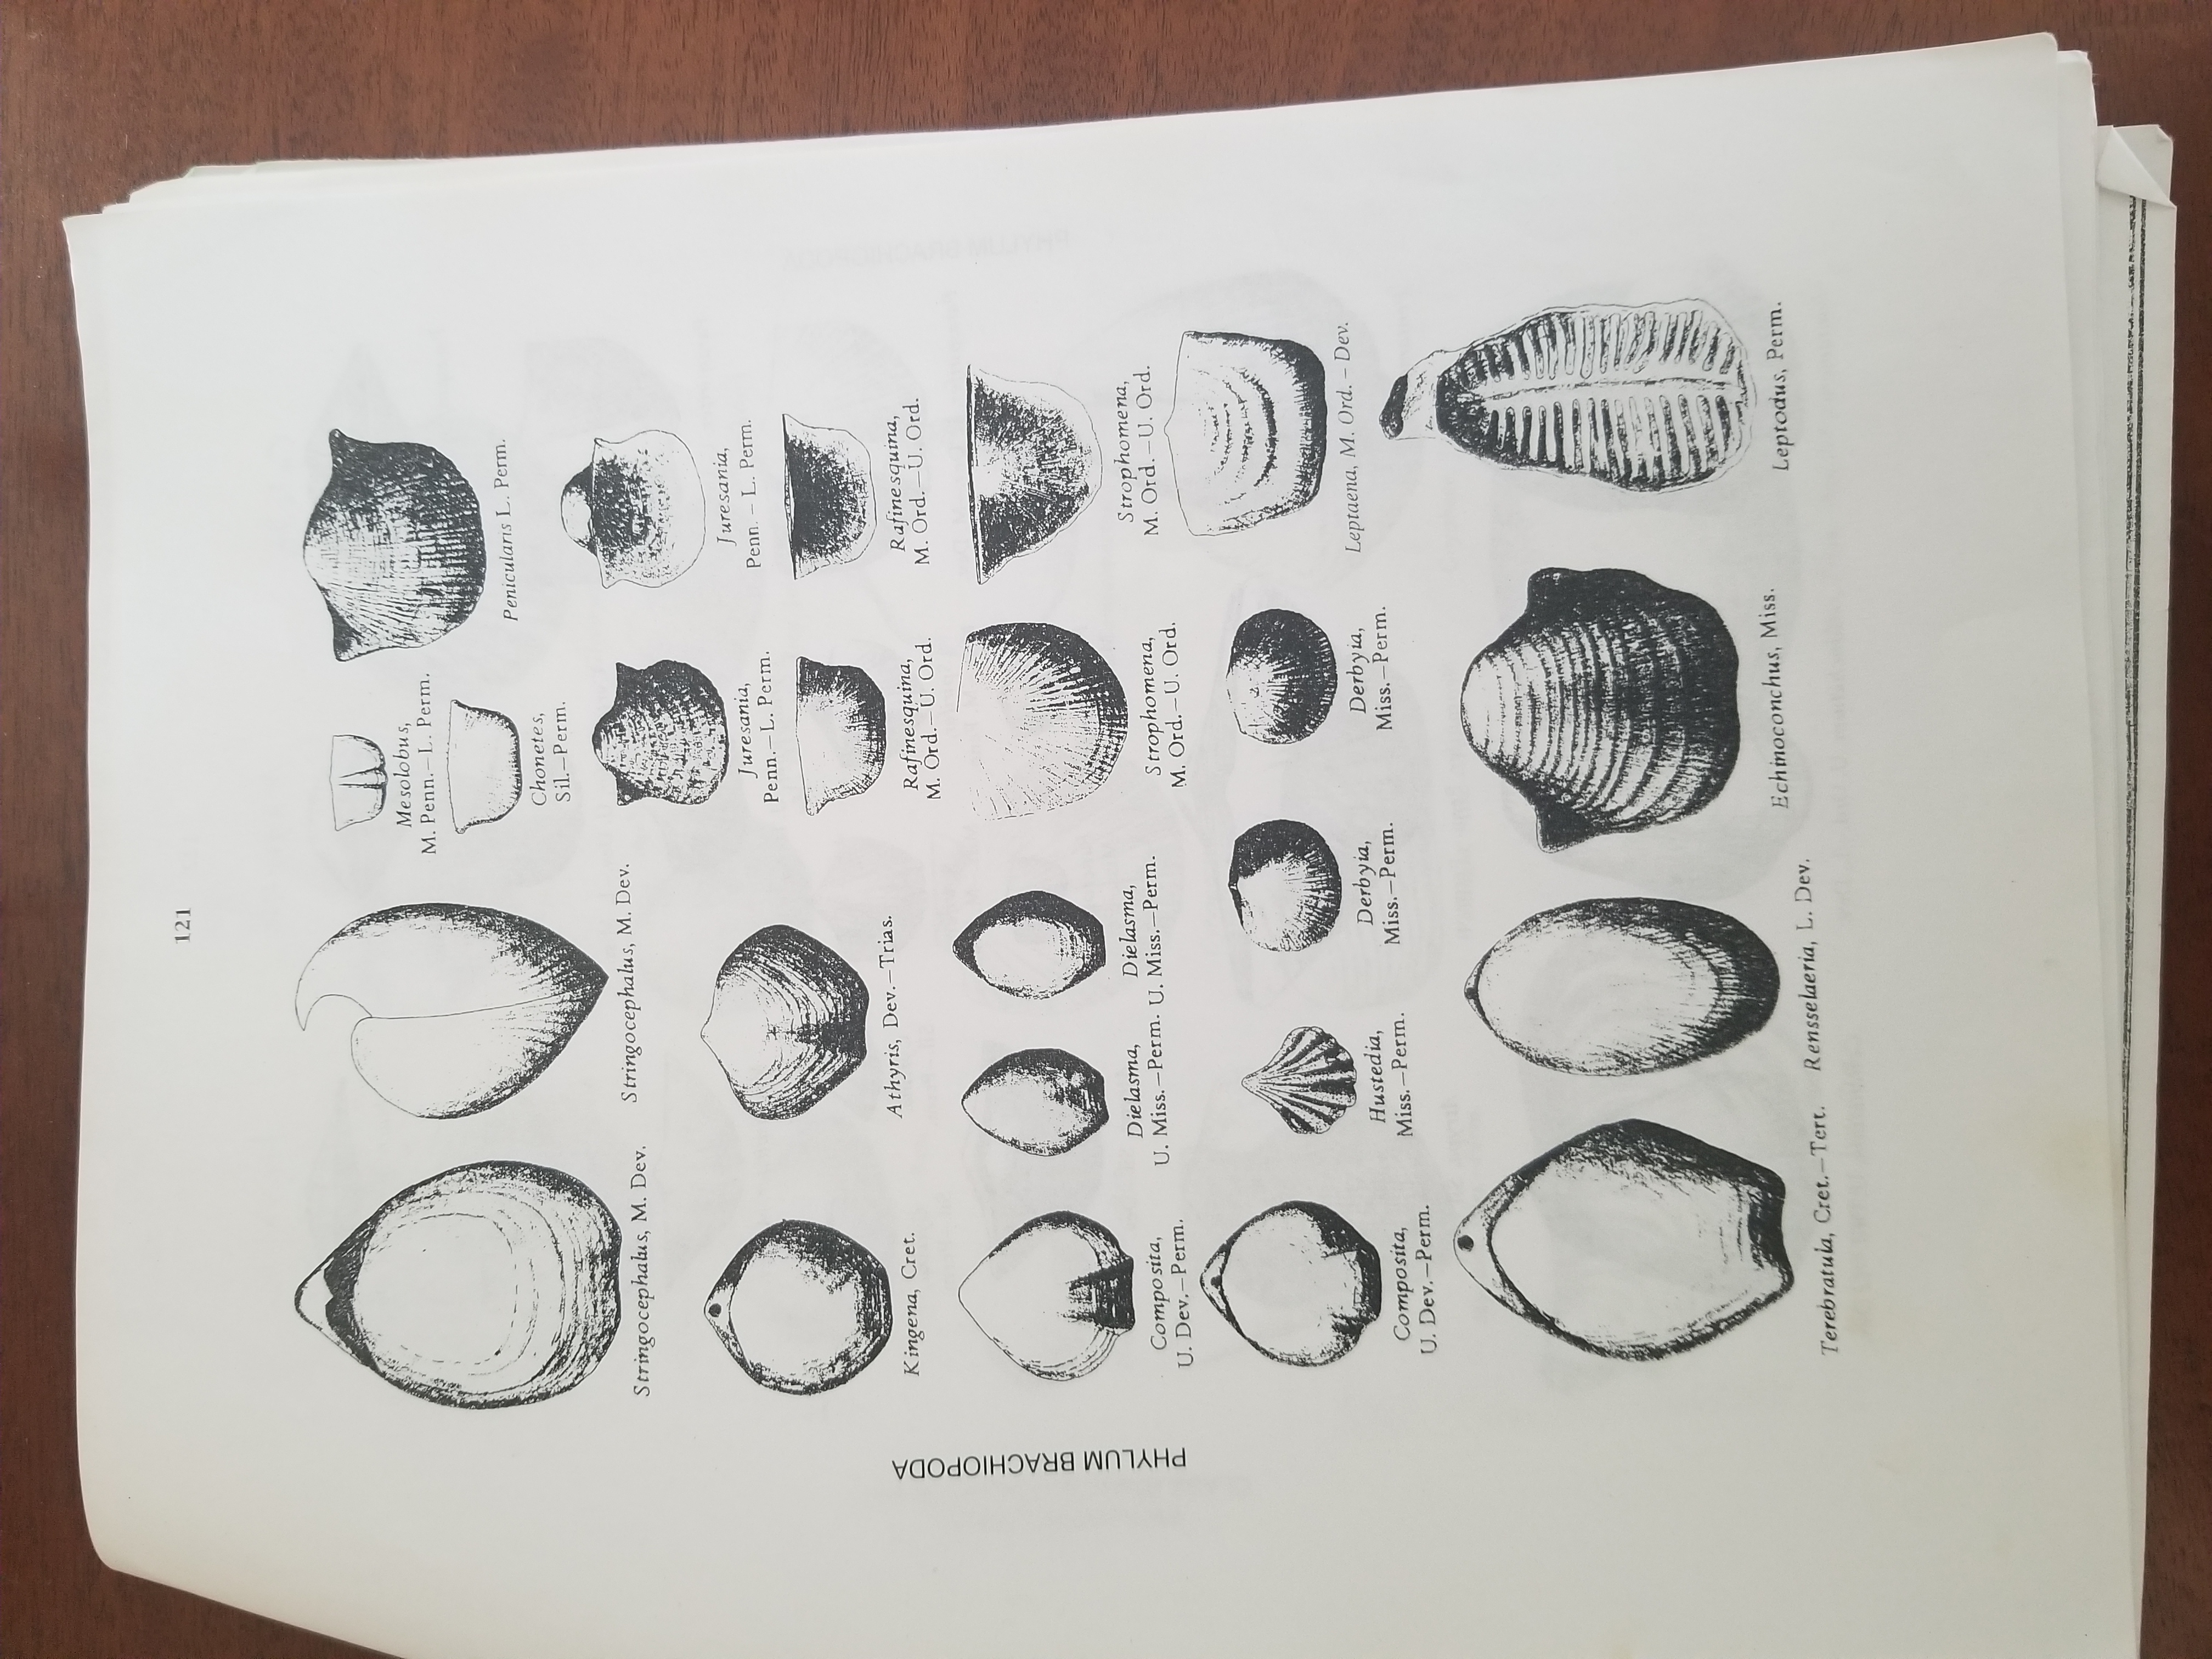 121
PHYLUM BRACHIOPODA
Stringocephalus, M. Dev.
Stringocephalus, M. Dev.
Mesolobus,
M. Penn.—L. Perm.
Chonetes,
Sil.—Perm.
Penicularis L. Perm.
Juresania,
Penn.—L. Perm.
Juresania,
Penn. – L. Perm.
Kingena, Cret.
Athyris, Dev.—Trias.
Rafinesquina,
M. Ord.—U. Ord.
Rafinesquina,
M. Ord.—U. Ord.
Composita,
U. Dev.—Perm.
Dielasma,
U. Miss.—Perm.
Dielasma,
U. Miss.—Perm.
Strophomena,
M. Ord.—U. Ord.
Strophomena,
M. Ord.—U. Ord.
Composita,
U. Dev.—Perm.
Hustedia,
Miss.—Perm.
Derbyia,
Miss.—Perm.
Derbyia,
Miss.—Perm.
Leptaena, M. Ord. – Dev.
Terebratula, Cret.—Tert.
Rensselaeria, L. Dev.
Echinoconchus, Miss.
Leptodus, Perm.